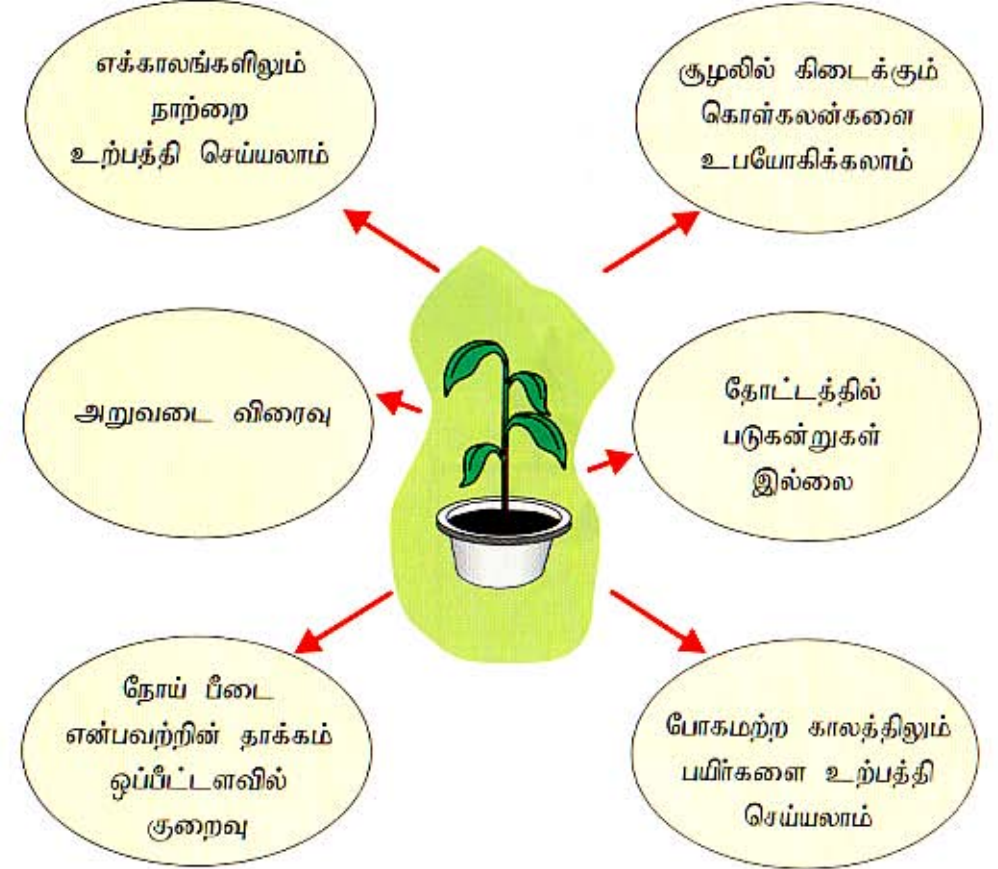 எக்காலங்களிலும்
நாற்றை
உற்பத்தி செய்யலாம்
சூழலில் கிடைக்கும்
கொள்கலன்களை
உபயோகிக்கலாம்
அறுவடை விரைவு
தோட்டத்தில்
படுகன்றுகள்
இல்லை
நோய் பீடை
என்பவற்றின் தாக்கம்
ஒப்பீட்டளவில்
குறைவு
போகமற்ற காலத்திலும்
பயிர்களை உற்பத்தி
செய்யலாம்